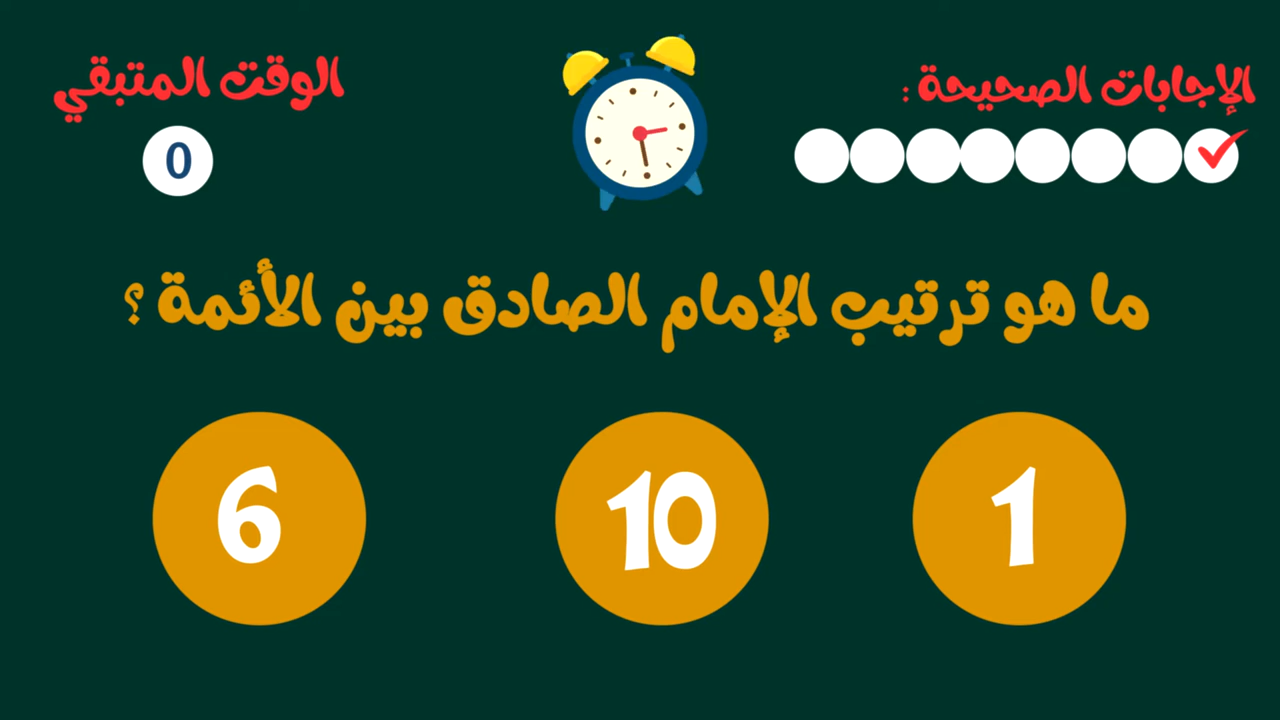 الإجابات الصحيحة :
الوقت المتبقي
0
ما هو ترتيب الإمام الصادق بين الأئمة ؟
1
10
6